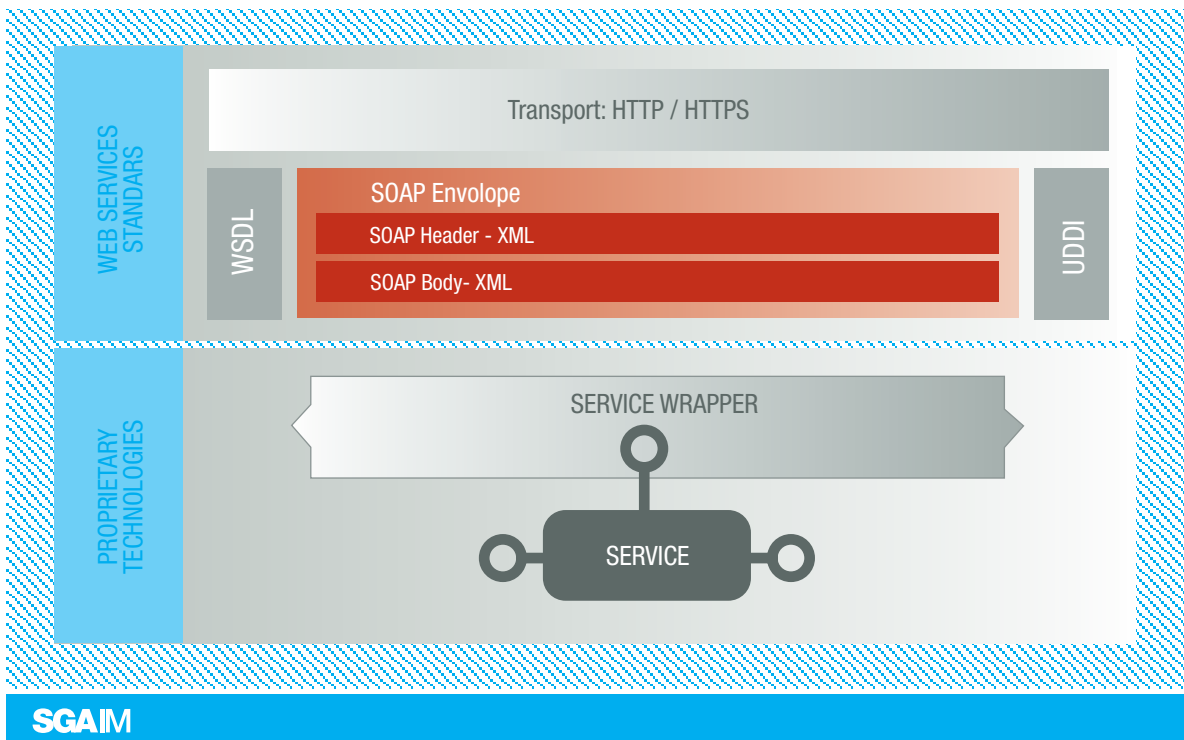 WEB SERVICES
STANDARS
Transport: HTTP / HTTPS
WSDL
SOAP Envolope
SOAP Header - XML
SOAP Body- XML
UDDI
PROPRIETARY
TECHNOLOGIES
SERVICE WRAPPER
SERVICE
SGAIM